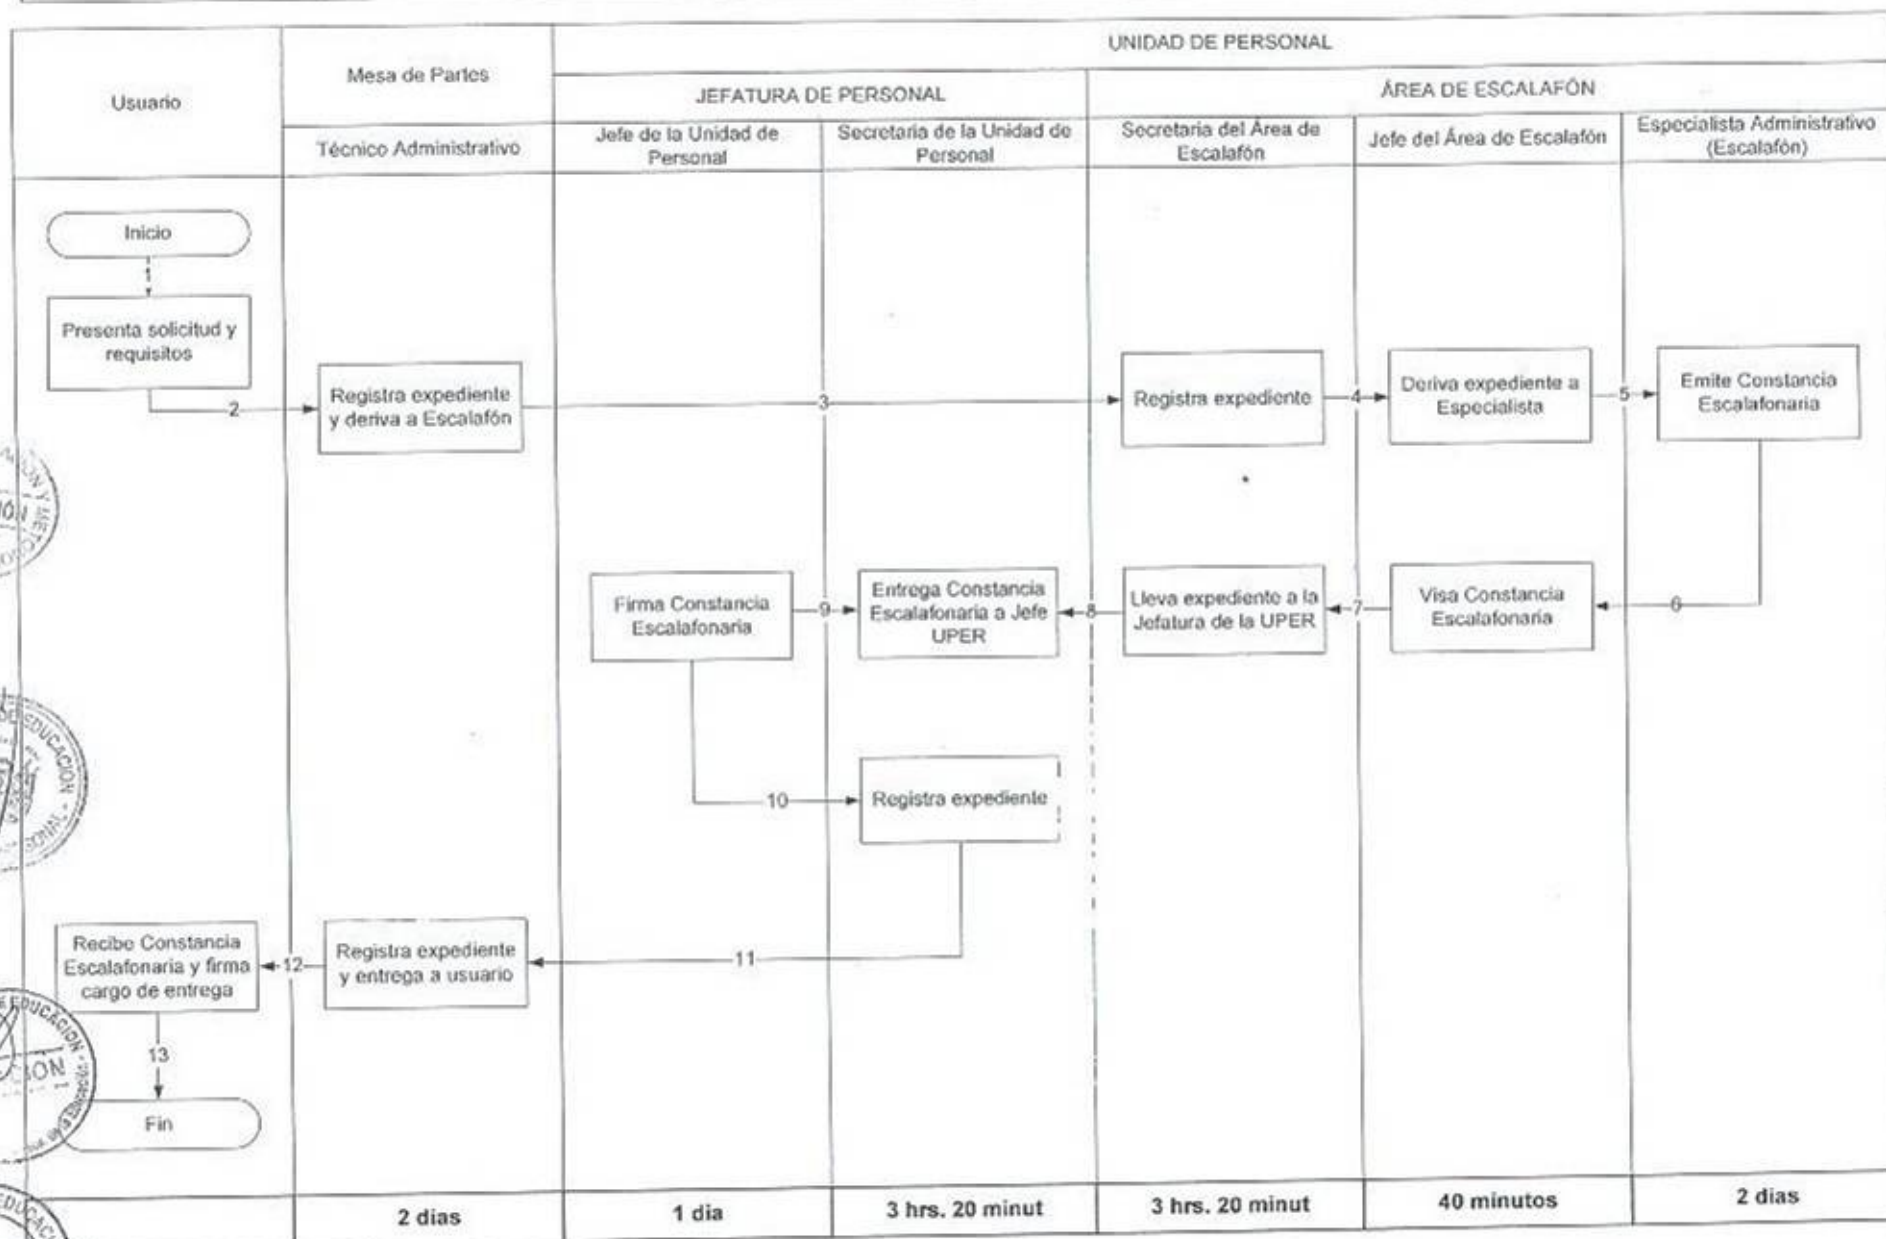 UNIDAD DE PERSONAL
Usuario
Mesa de Partes
JEFATURA DE PERSONAL
ÁREA DE ESCALAFÓN
Técnico Administrativo
Jefe de la Unidad de
Personal
Secretaria de la Unidad de
Personal
Secretaria del Área de
Escalafón
Jefe del Área de Escalafón
Especialista Administrativo
(Escalafón)
Inicio
1
Presenta solicitud y
requisitos
2
Registra expediente
y deriva a Escalafón
3
Registra expediente
4
Deriva expediente a
Especialista
5
Emite Constancia
Escalafonaria
6
Visa Constancia
Escalafonaria
7
Lleva expediente a la
Jefatura de la UPER
8
Entrega Constancia
Escalafonaria a Jefe
UPER
9
Firma Constancia
Escalafonaria
10
Registra expediente
11
Registra expediente
y entrega a usuario
12
Recibe Constancia
Escalafonaria y firma
cargo de entrega
13
Fin
2 dias
1 dia
3 hrs. 20 minut
3 hrs. 20 minut
40 minutos
2 dias
DE EDUCACION
EDUCACION